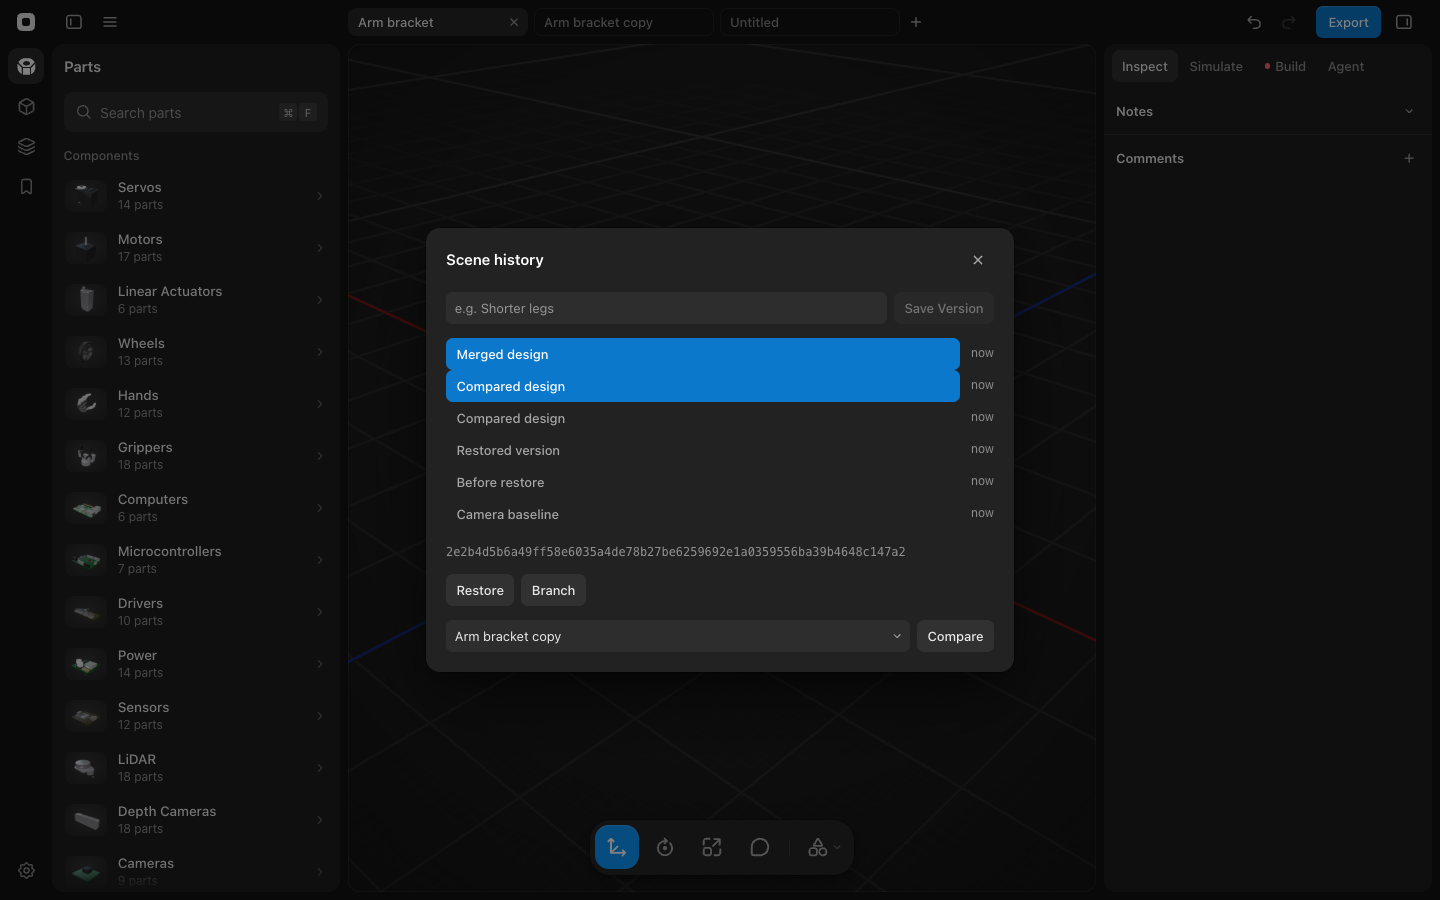 Arm bracket
Arm bracket copy
Untitled
Export
Parts
Search parts
⌘ F
Components
Servos
14 parts
Motors
17 parts
Linear Actuators
6 parts
Wheels
13 parts
Hands
12 parts
Grippers
18 parts
Computers
6 parts
Microcontrollers
7 parts
Drivers
10 parts
Power
14 parts
Sensors
12 parts
LiDAR
18 parts
Depth Cameras
18 parts
Cameras
9 parts
Scene history
e.g. Shorter legs
Save Version
Merged design now
Compared design now
Compared design now
Restored version now
Before restore now
Camera baseline now
2e2b4d5b6a49ff58e6035a4de78b27be6259692e1a0359556ba39b4648c147a2
Restore
Branch
Arm bracket copy
Compare
Inspect
Simulate
Build
Agent
Notes
Comments